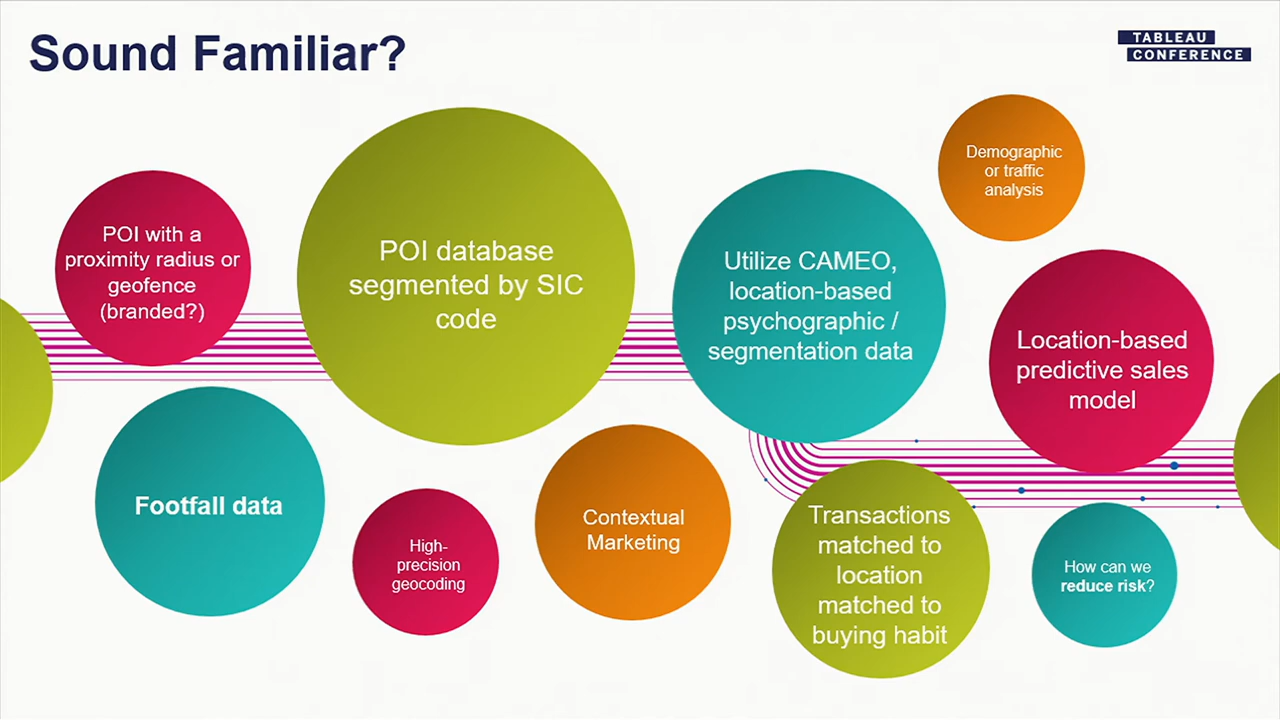 Sound Familiar?
TABLEAU
CONFERENCE
POI with a
proximity radius or
geofence
(branded?)
POI database
segmented by SIC
code
Utilize CAMEO,
location-based
psychographic /
segmentation data
Demographic
or traffic
analysis
Location-based
predictive sales
model
Footfall data
High-
precision
geocoding
Contextual
Marketing
Transactions
matched to
location
matched to
buying habit
How can we
reduce risk?